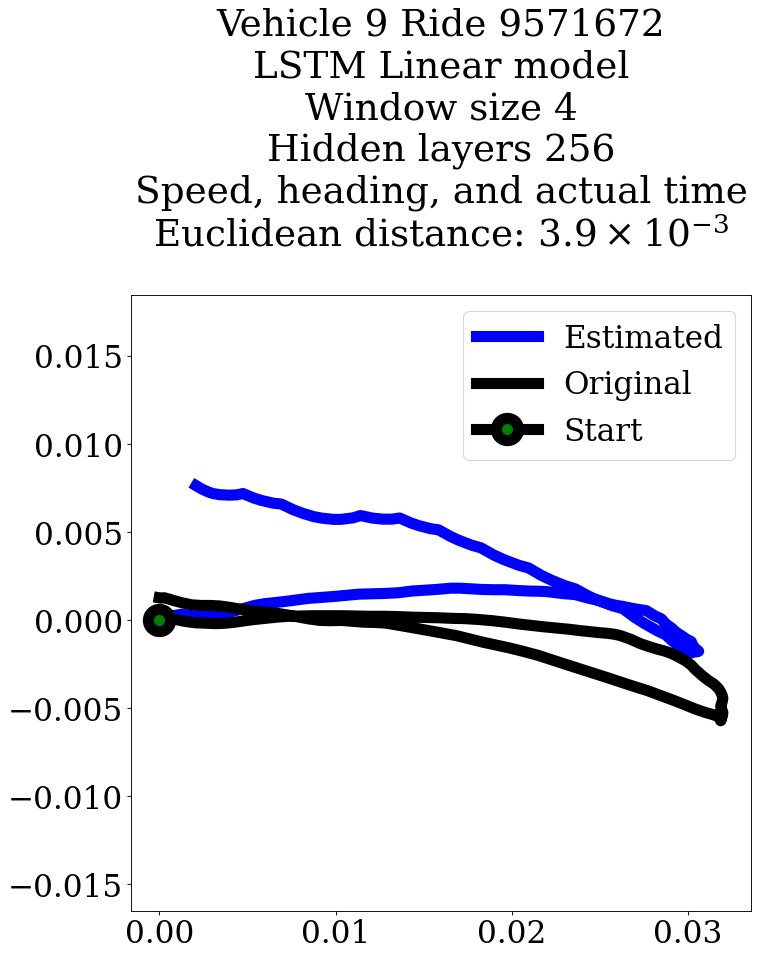 Vehicle 9 Ride 9571672
LSTM Linear model
Window size 4
Hidden layers 256
Speed, heading, and actual time
Euclidean distance: 3.9 × 10⁻³
Estimated
Original
Start
0.015
0.010
0.005
0.000
−0.005
−0.010
−0.015
0.00 0.01 0.02 0.03